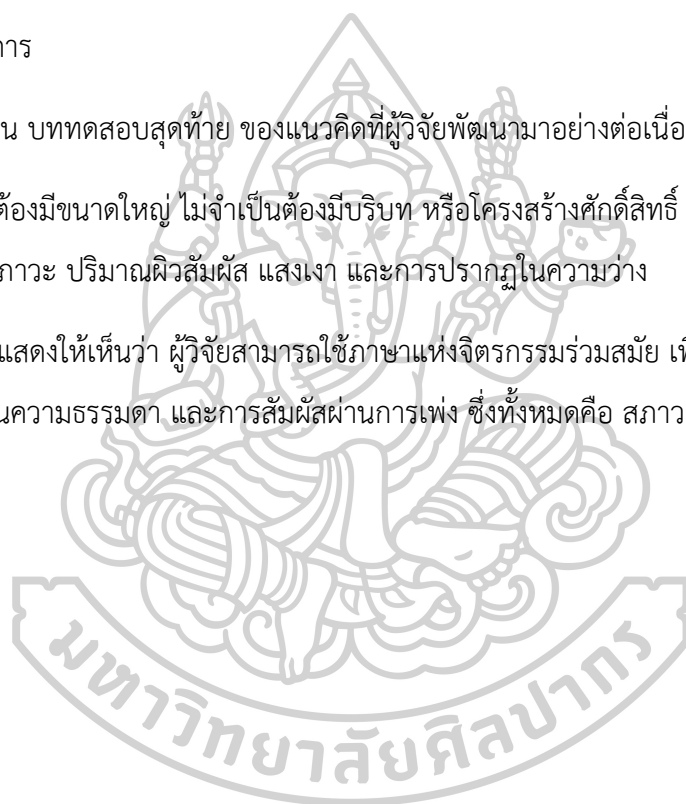 การ
น บททดสอบสุดท้าย ของแนวคิดที่ผู้วิจัยพัฒนามาอย่างต่อเนื่อ
ต้องมีขนาดใหญ่ ไม่จำเป็นต้องมีบริบท หรือโครงสร้างศักดิ์สิทธิ์
ภาวะ ปริมาณผิวสัมผัส แสงเงา และการปรากฏในความว่าง
แสดงให้เห็นว่า ผู้วิจัยสามารถใช้ภาษาแห่งจิตรกรรมร่วมสมัย เพื
นความธรรมดา และการสัมผัสผ่านการเพ่ง ซึ่งทั้งหมดคือ สภาว
มหาวิทยาลัยศิลปากร